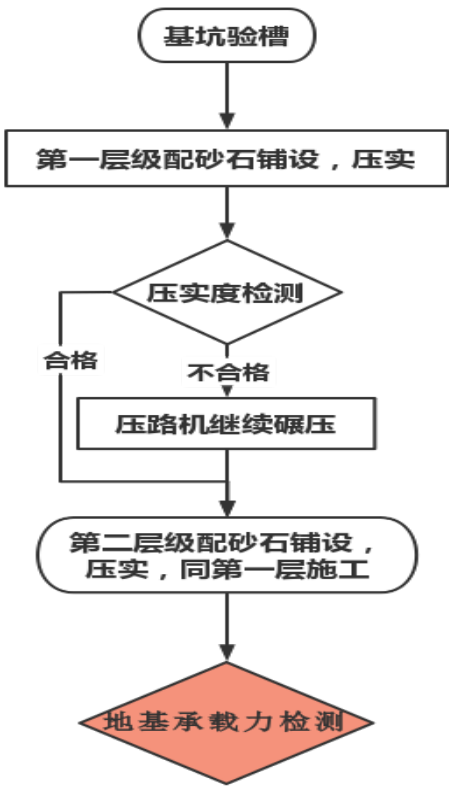 基坑验槽
第一层级配砂石铺设，压实
压实度检测
合格
不合格
压路机继续碾压
第二层级配砂石铺设，
压实，同第一层施工
地基承载力检测